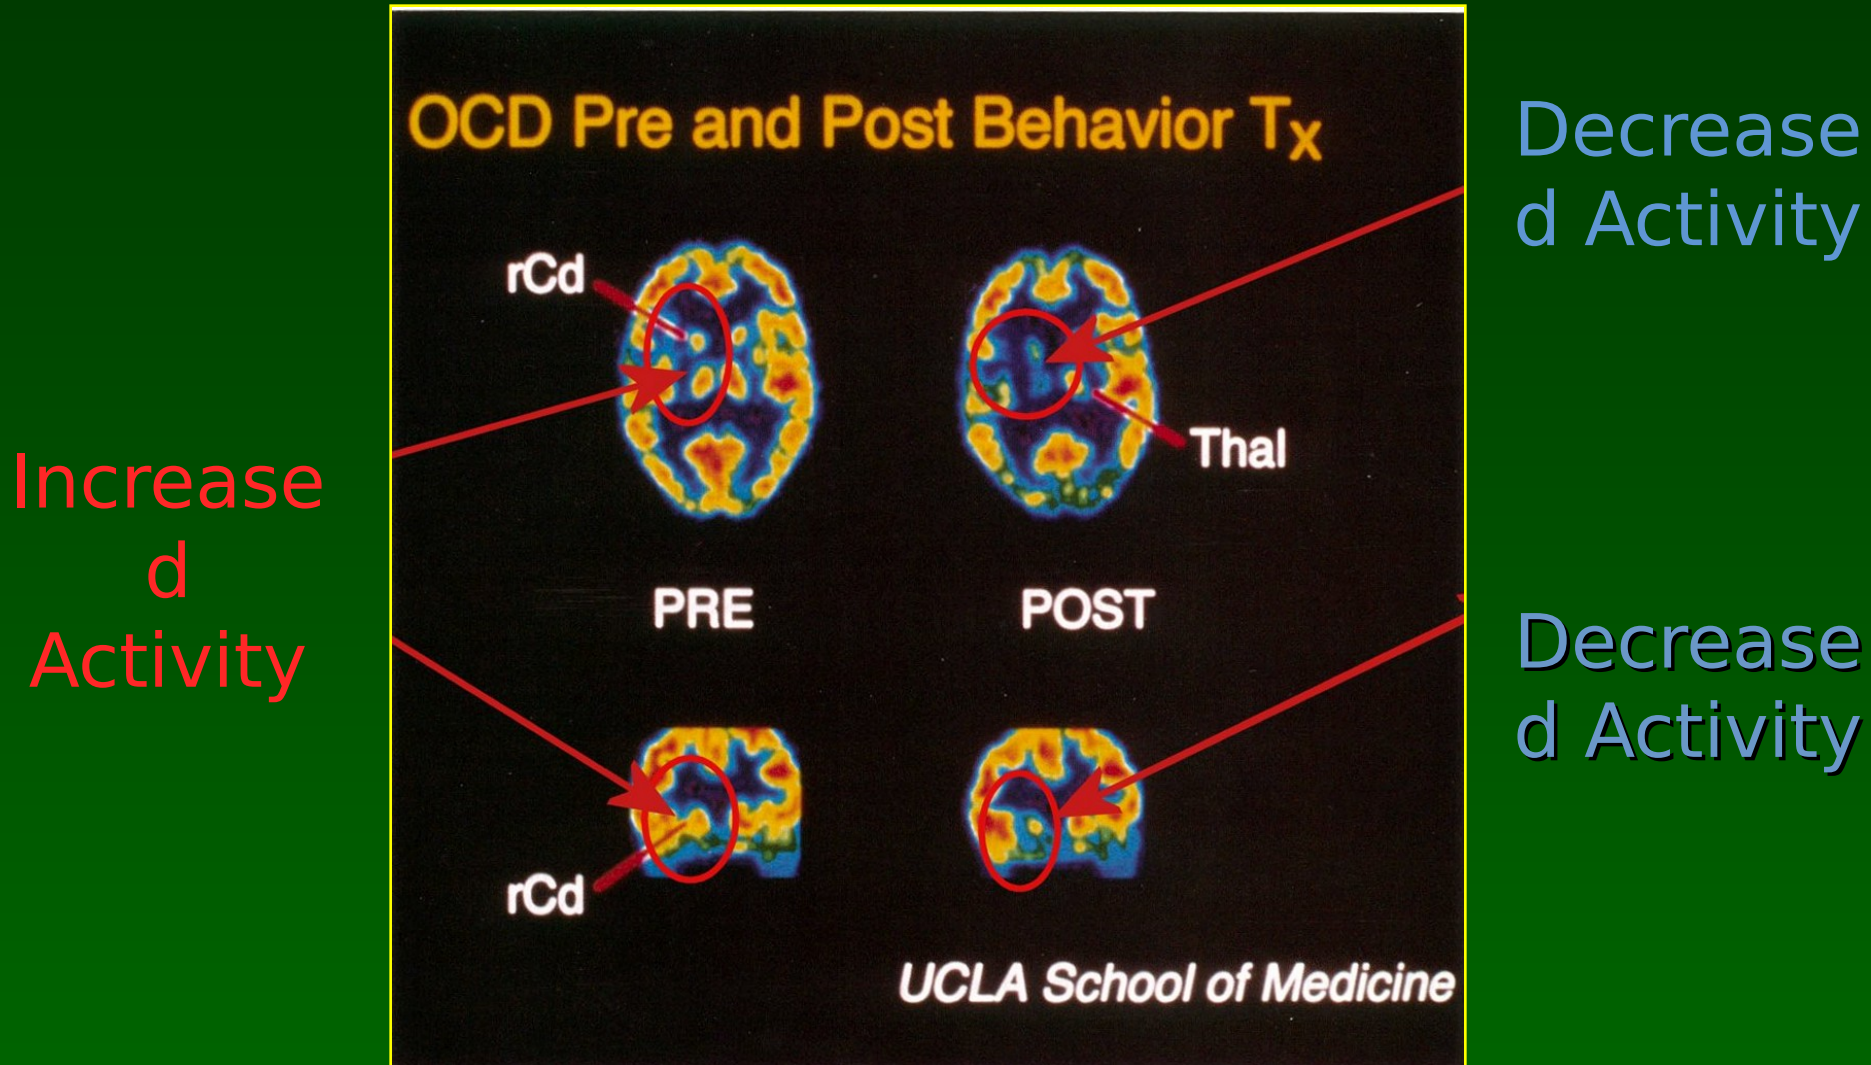 OCD Pre and Post Behavior Tx
Decrease
d Activity
rCd
Thal
Increase
d
Activity
PRE
POST
Decrease
d Activity
rCd
UCLA School of Medicine